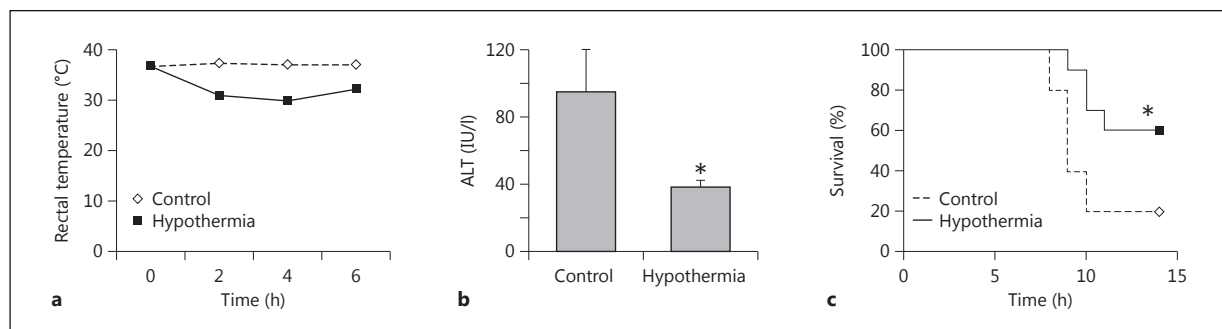 40
30
20
10
0
Rectal temperature (°C)
Control
Hypothermia
0 2 4 6
Time (h)
a
120
80
40
0
ALT (IU/l)
*
Control Hypothermia
b
100
80
60
40
20
0
Survival (%)
*
Control
Hypothermia
0 5 10 15
Time (h)
c